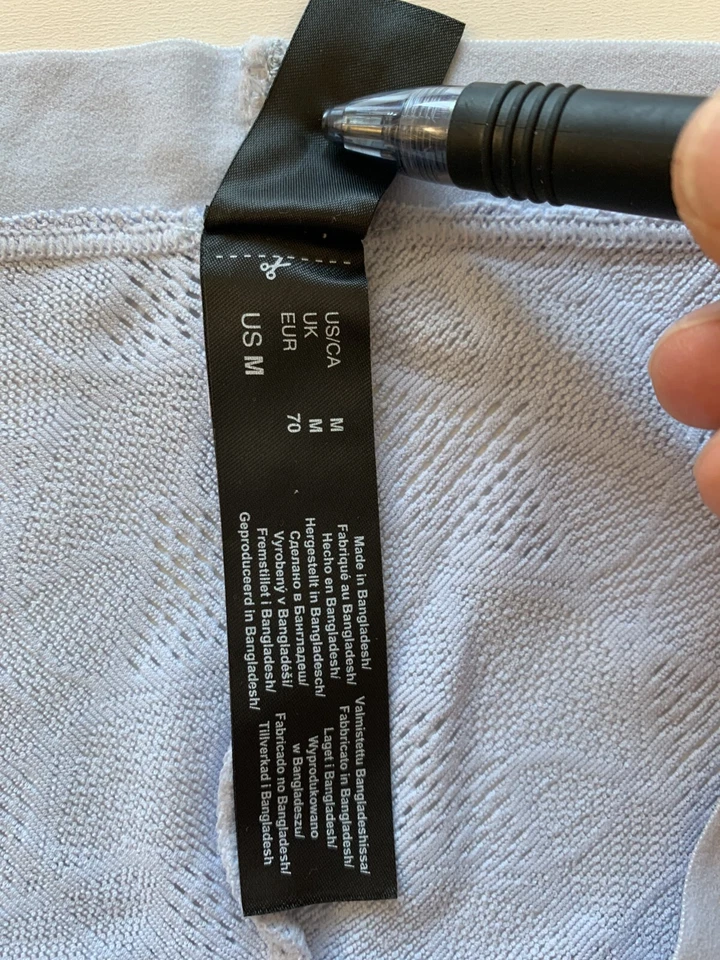 US/CA M
UK M
EUR 70
US M
Made in Bangladesh/
Fabriqué au Bangladesh/
Hecho en Bangladesh/
Hergestellt in Bangladesch/
Сделано в Бангладеш/
Vyrobený v Bangladéši/
Fremstillet i Bangladesh/
Geproduceerd in Bangladesh/
Valmistettu Bangladeshissa/
Fabbricato in Bangladesh/
Laget i Bangladesh/
Wyprodukowano
w Bangladeszu/
Fabricado no Bangladesh/
Tillverkad i Bangladesh